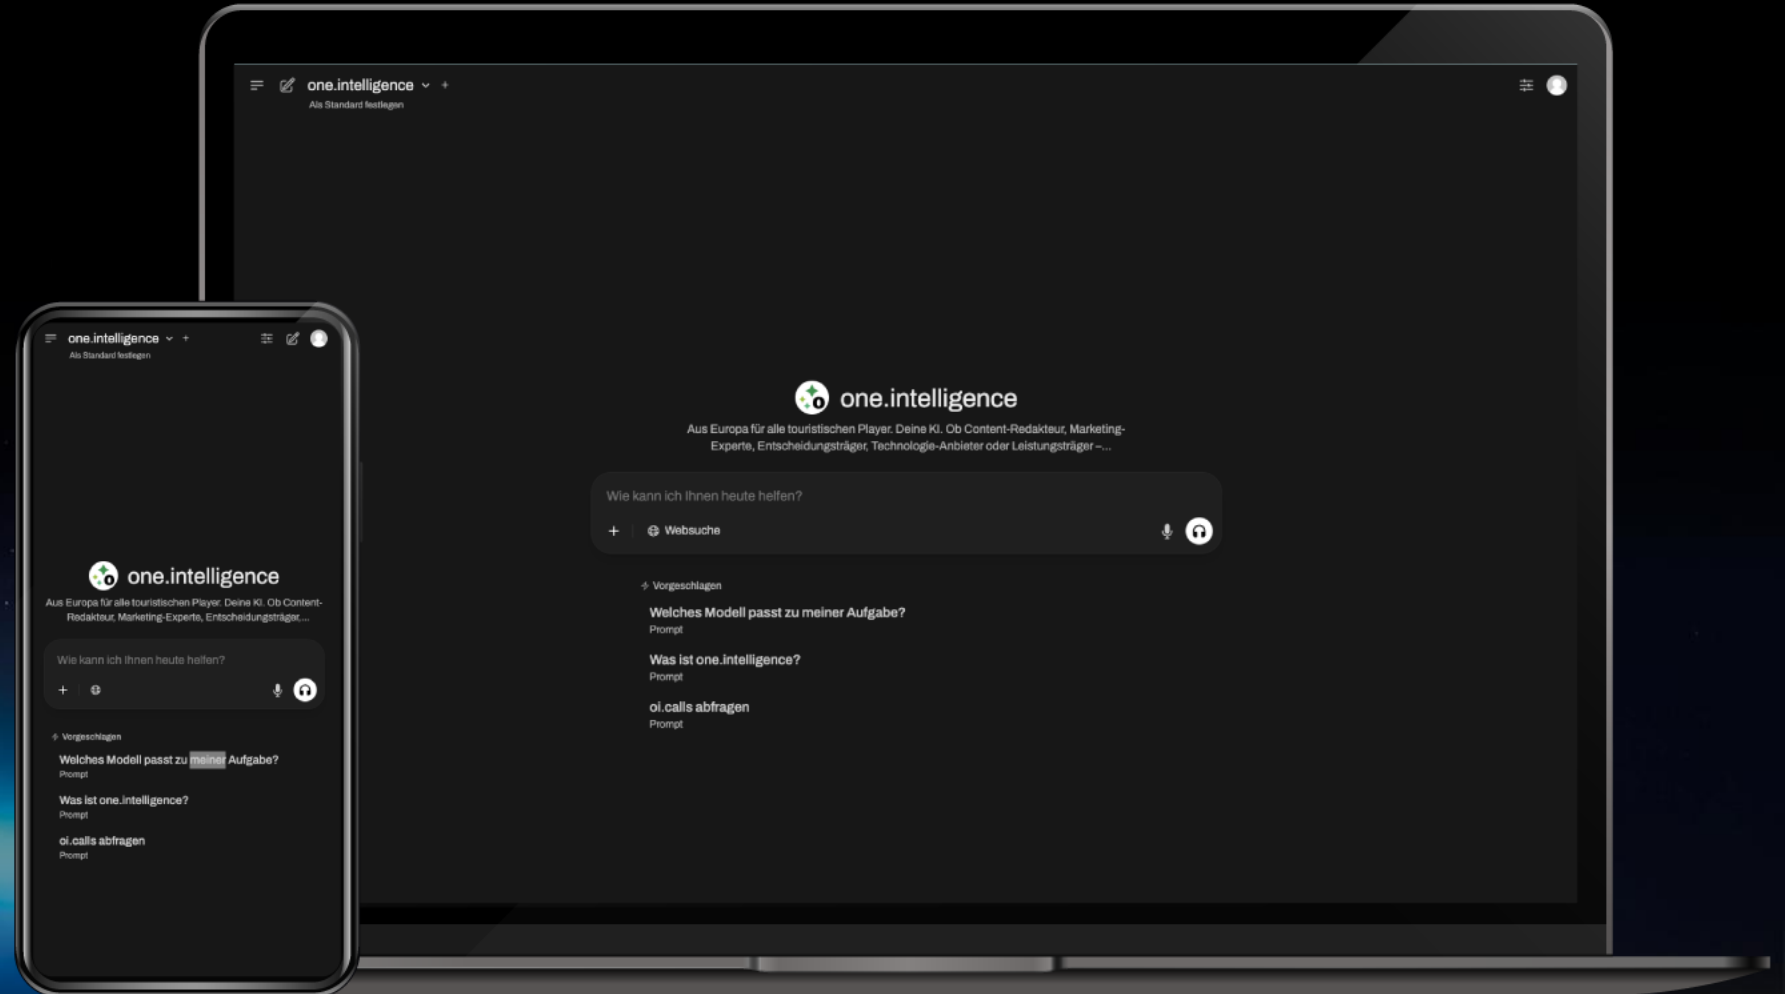 one.intelligence
Als Standard festlegen
one.intelligence
Aus Europa für alle touristischen Player. Deine KI. Ob Content-Redakteur, Marketing-
Experte, Entscheidungsträger, Technologie-Anbieter oder Leistungsträger –...
Wie kann ich Ihnen heute helfen?
Websuche
Vorgeschlagen
Welches Modell passt zu meiner Aufgabe?
Prompt
Was ist one.intelligence?
Prompt
oi.calls abfragen
Prompt
one.intelligence
Als Standard festlegen
one.intelligence
Aus Europa für alle touristischen Player. Deine KI. Ob Content-
Redakteur, Marketing-Experte, Entscheidungsträger,...
Wie kann ich Ihnen heute helfen?
Vorgeschlagen
Welches Modell passt zu meiner Aufgabe?
Prompt
Was ist one.intelligence?
Prompt
oi.calls abfragen
Prompt